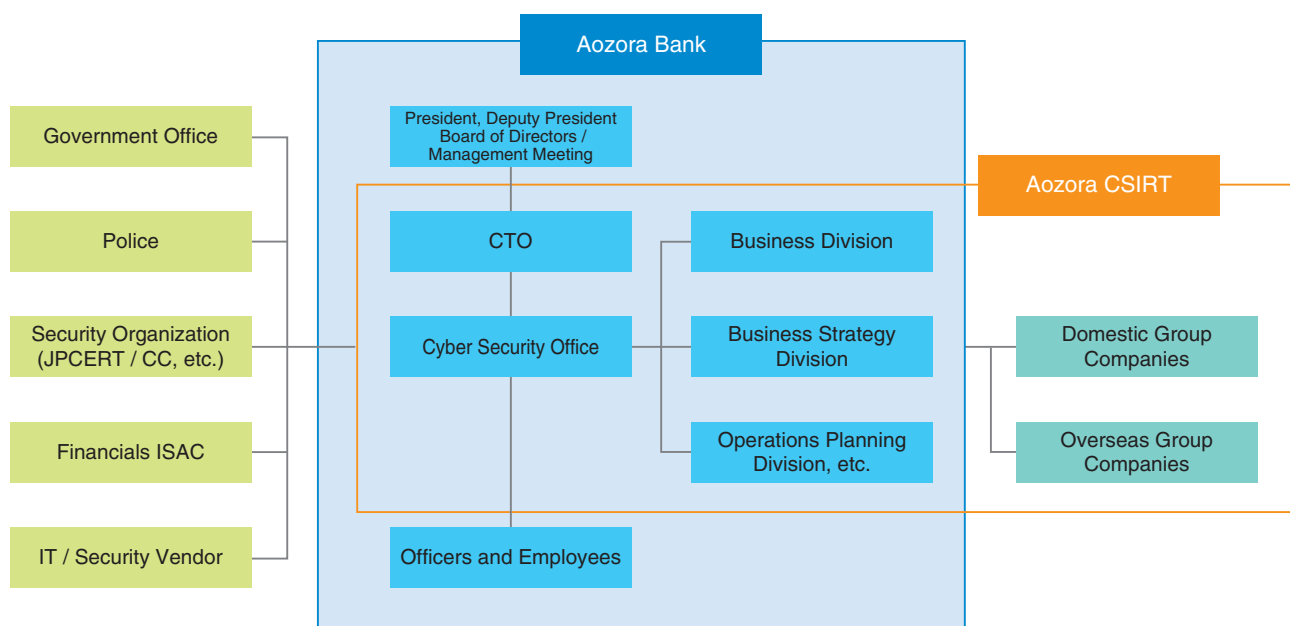 Aozora Bank
Government Office
Police
Security Organization
(JPCERT / CC, etc.)
Financials ISAC
IT / Security Vendor
President, Deputy President
Board of Directors /
Management Meeting
CTO
Cyber Security Office
Officers and Employees
Business Division
Business Strategy
Division
Operations Planning
Division, etc.
Aozora CSIRT
Domestic Group
Companies
Overseas Group
Companies